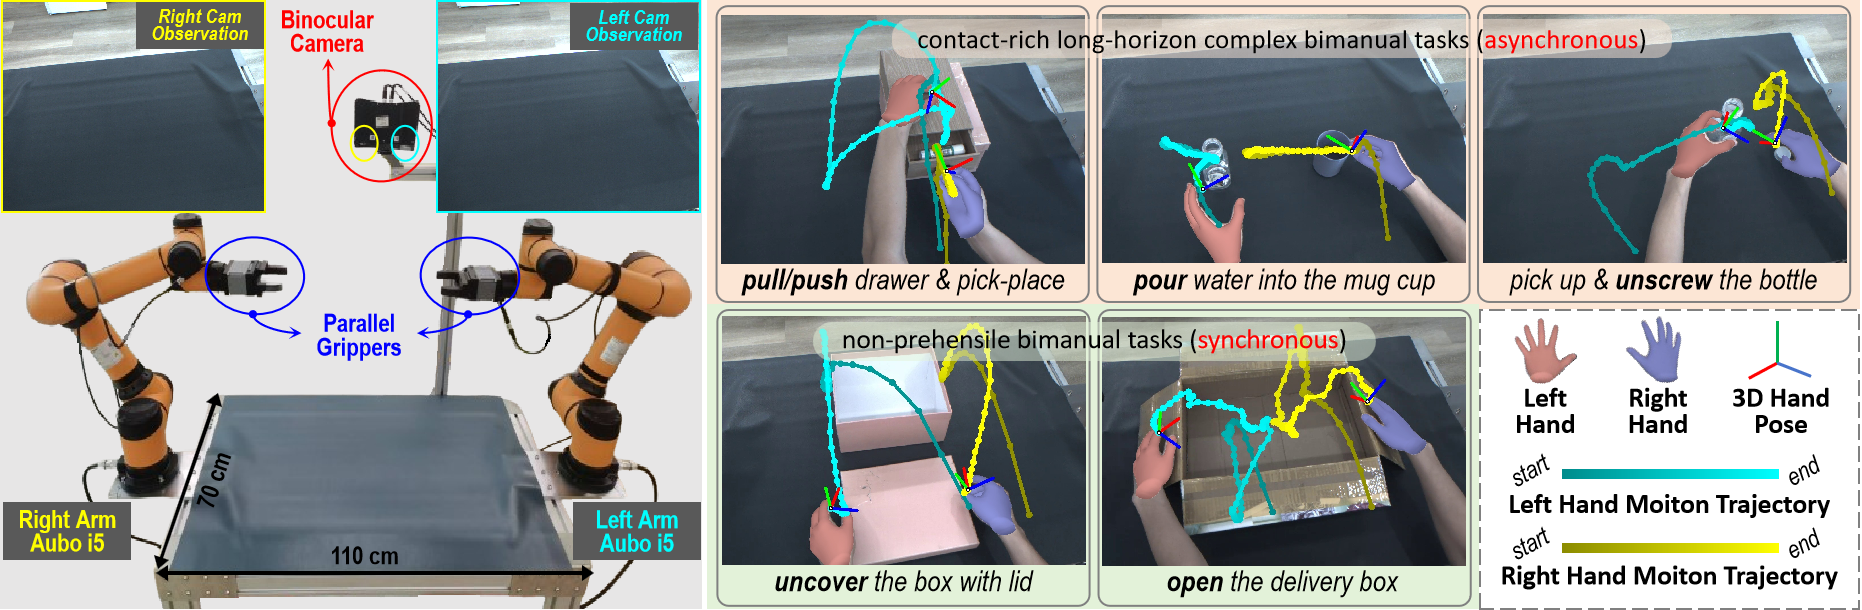 Right Cam
Observation
Binocular
Camera
Left Cam
Observation
Parallel
Grippers
70 cm
110 cm
Right Arm
Aubo i5
Left Arm
Aubo i5
contact-rich long-horizon complex bimanual tasks (asynchronous)
pull/push drawer & pick-place
pour water into the mug cup
pick up & unscrew the bottle
non-prehensile bimanual tasks (synchronous)
uncover the box with lid
open the delivery box
Left
Hand
Right
Hand
3D Hand
Pose
start
end
Left Hand Moiton Trajectory
start
end
Right Hand Moiton Trajectory